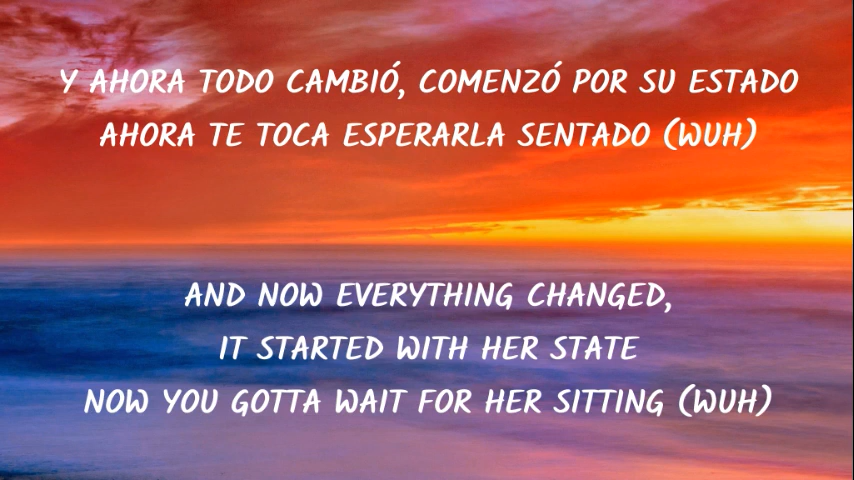 Y AHORA TODO CAMBIÓ, COMENZÓ POR SU ESTADO
AHORA TE TOCA ESPERARLA SENTADO (WUH)
AND NOW EVERYTHING CHANGED,
IT STARTED WITH HER STATE
NOW YOU GOTTA WAIT FOR HER SITTING (WUH)